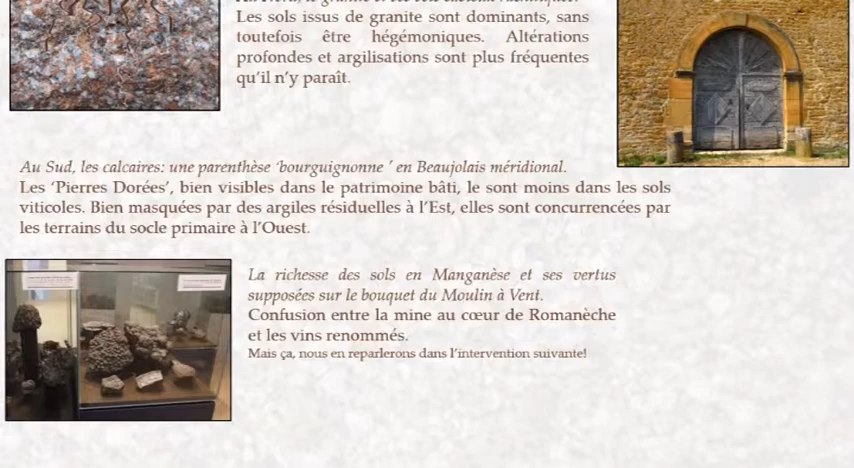 Les sols issus de granite sont dominants, sans
toutefois être hégémoniques. Altérations
profondes et argilisations sont plus fréquentes
qu'il n'y paraît.
Au Sud, les calcaires: une parenthèse 'bourguignonne ' en Beaujolais méridional.
Les 'Pierres Dorées', bien visibles dans le patrimoine bâti, le sont moins dans les sols
viticoles. Bien masquées par des argiles résiduelles à l'Est, elles sont concurrencées par
les terrains du socle primaire à l'Ouest.
La richesse des sols en Manganèse et ses vertus
supposées sur le bouquet du Moulin à Vent.
Confusion entre la mine au cœur de Romanèche
et les vins renommés.
Mais ça, nous en reparlerons dans l'intervention suivante!